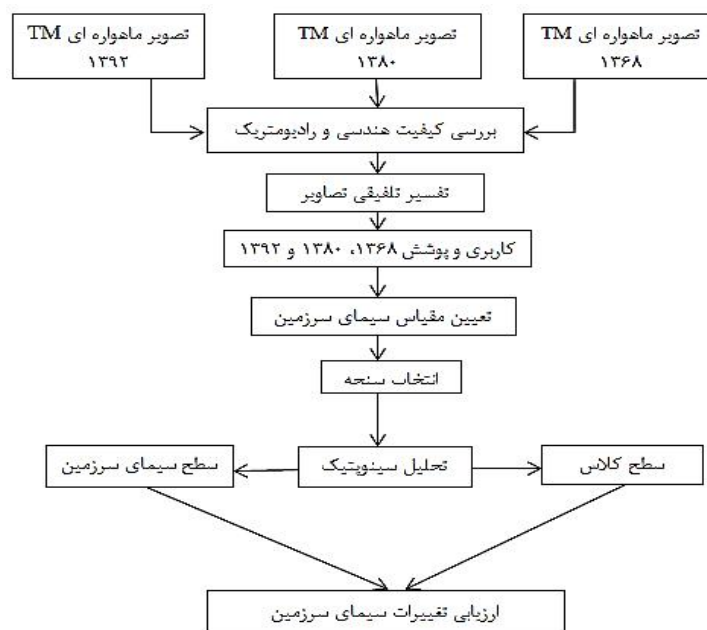 تصویر ماهواره ای TM
۱۳۶۸
تصویر ماهواره ای TM
۱۳۸۰
تصویر ماهواره ای TM
۱۳۹۲
بررسی کیفیت هندسی و رادیومتریک
تفسیر تلفیقی تصاویر
کاربری و پوشش ۱۳۶۸، ۱۳۸۰ و ۱۳۹۲
تعیین مقیاس سیمای سرزمین
انتخاب سنجه
سطح کلاس
تحلیل سینوپتیک
سطح سیمای سرزمین
ارزیابی تغییرات سیمای سرزمین